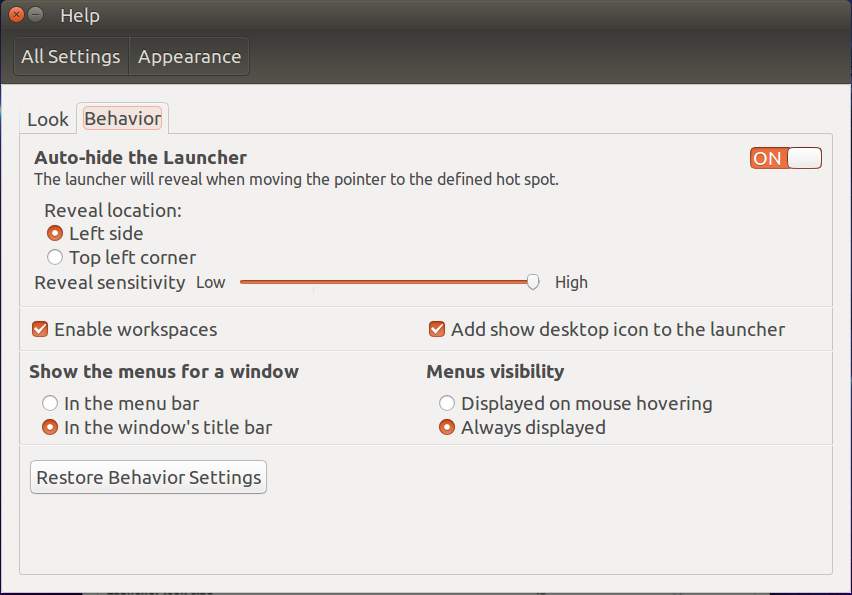 Help
All Settings Appearance
Look Behavior
Auto-hide the Launcher ON
The launcher will reveal when moving the pointer to the defined hot spot.
Reveal location:
Left side
Top left corner
Reveal sensitivity Low High
Enable workspaces Add show desktop icon to the launcher
Show the menus for a window Menus visibility
In the menu bar Displayed on mouse hovering
In the window's title bar Always displayed
Restore Behavior Settings